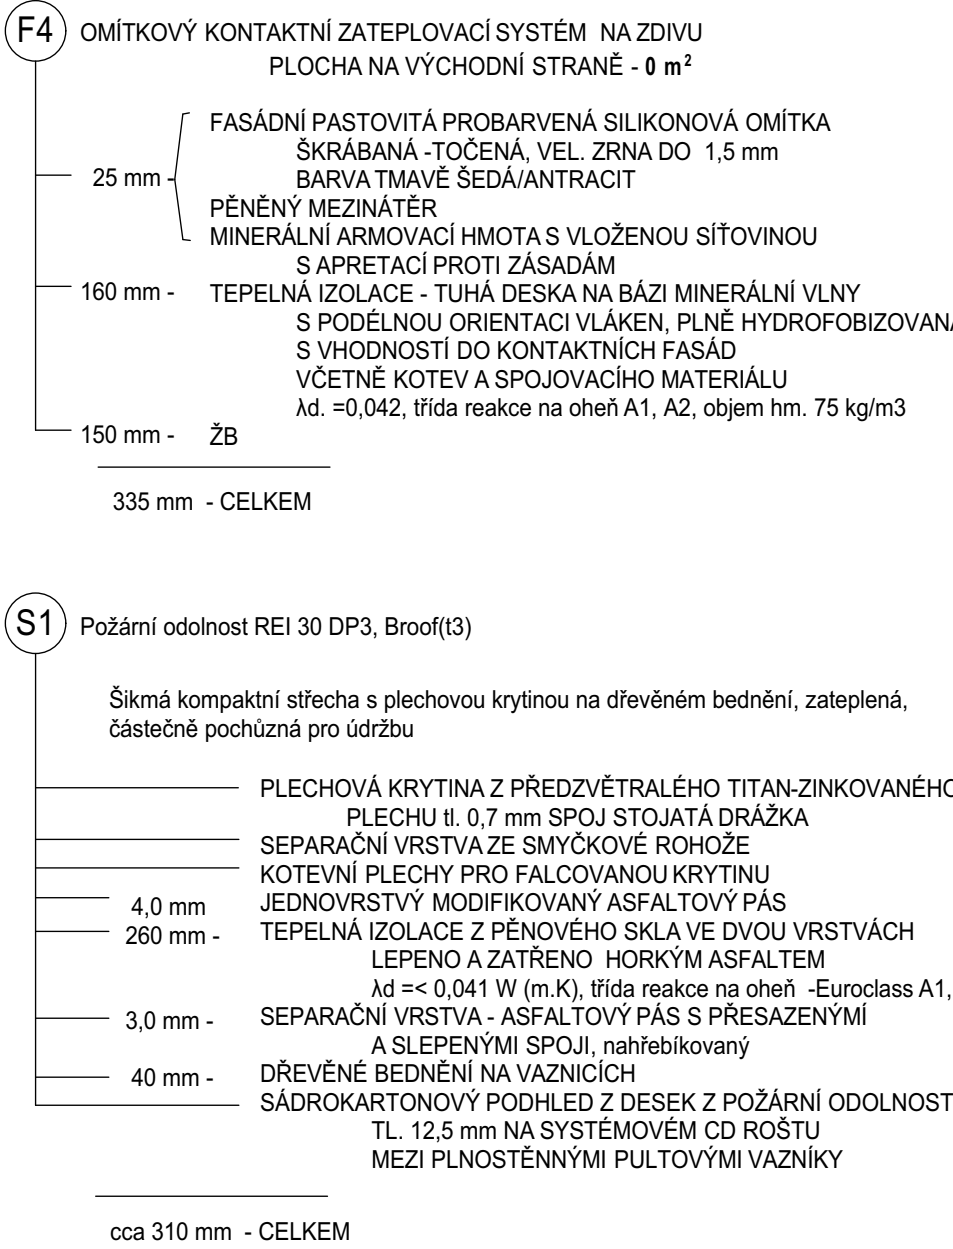 F4 OMÍTKOVÝ KONTAKTNÍ ZATEPLOVACÍ SYSTÉM NA ZDIVU
PLOCHA NA VÝCHODNÍ STRANĚ - 0 m²
FASÁDNÍ PASTOVITÁ PROBARVENÁ SILIKONOVÁ OMÍTKA
ŠKRÁBANÁ -TOČENÁ, VEL. ZRNA DO 1,5 mm
25 mm - BARVA TMAVĚ ŠEDÁ/ANTRACIT
PĚNĚNÝ MEZINÁTĚR
MINERÁLNÍ ARMOVACÍ HMOTA S VLOŽENOU SÍŤOVINOU
S APRETACÍ PROTI ZÁSADÁM
160 mm - TEPELNÁ IZOLACE - TUHÁ DESKA NA BÁZI MINERÁLNÍ VLNY
S PODÉLNOU ORIENTACI VLÁKEN, PLNĚ HYDROFOBIZOVANÁ
S VHODNOSTÍ DO KONTAKTNÍCH FASÁD
VČETNĚ KOTEV A SPOJOVACÍHO MATERIÁLU
λd. =0,042, třída reakce na oheň A1, A2, objem hm. 75 kg/m3
150 mm - ŽB
335 mm - CELKEM
S1 Požární odolnost REI 30 DP3, Broof(t3)
Šikmá kompaktní střecha s plechovou krytinou na dřevěném bednění, zateplená,
částečně pochůzná pro údržbu
PLECHOVÁ KRYTINA Z PŘEDZVĚTRALÉHO TITAN-ZINKOVANÉHO
PLECHU tl. 0,7 mm SPOJ STOJATÁ DRÁŽKA
SEPARAČNÍ VRSTVA ZE SMYČKOVÉ ROHOŽE
KOTEVNÍ PLECHY PRO FALCOVANOU KRYTINU
4,0 mm JEDNOVRSTVÝ MODIFIKOVANÝ ASFALTOVÝ PÁS
260 mm - TEPELNÁ IZOLACE Z PĚNOVÉHO SKLA VE DVOU VRSTVÁCH
LEPENO A ZATŘENO HORKÝM ASFALTEM
λd =< 0,041 W (m.K), třída reakce na oheň -Euroclass A1,
3,0 mm - SEPARAČNÍ VRSTVA - ASFALTOVÝ PÁS S PŘESAZENÝMÍ
A SLEPENÝMI SPOJI, nahřebíkovaný
40 mm - DŘEVĚNÉ BEDNĚNÍ NA VAZNICÍCH
SÁDROKARTONOVÝ PODHLED Z DESEK Z POŽÁRNÍ ODOLNOST
TL. 12,5 mm NA SYSTÉMOVÉM CD ROŠTU
MEZI PLNOSTĚNNÝMI PULTOVÝMI VAZNÍKY
cca 310 mm - CELKEM